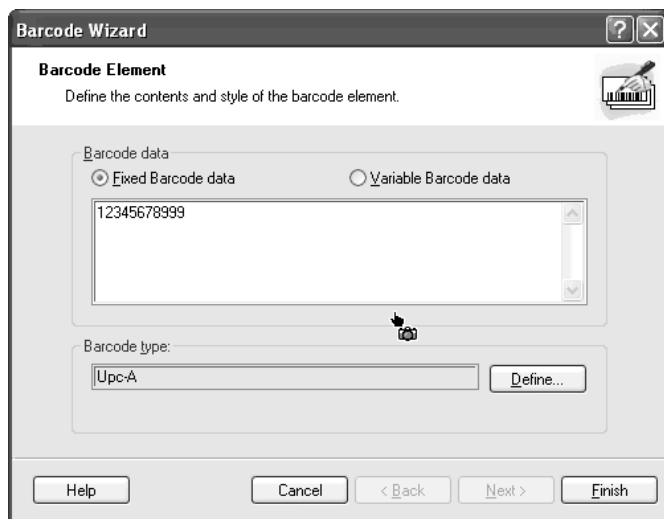 Barcode Wizard
Barcode Element
Define the contents and style of the barcode element.
Barcode data
Fixed Barcode data Variable Barcode data
12345678999
Barcode type:
Upc-A Define...
Help Cancel < Back Next > Finish